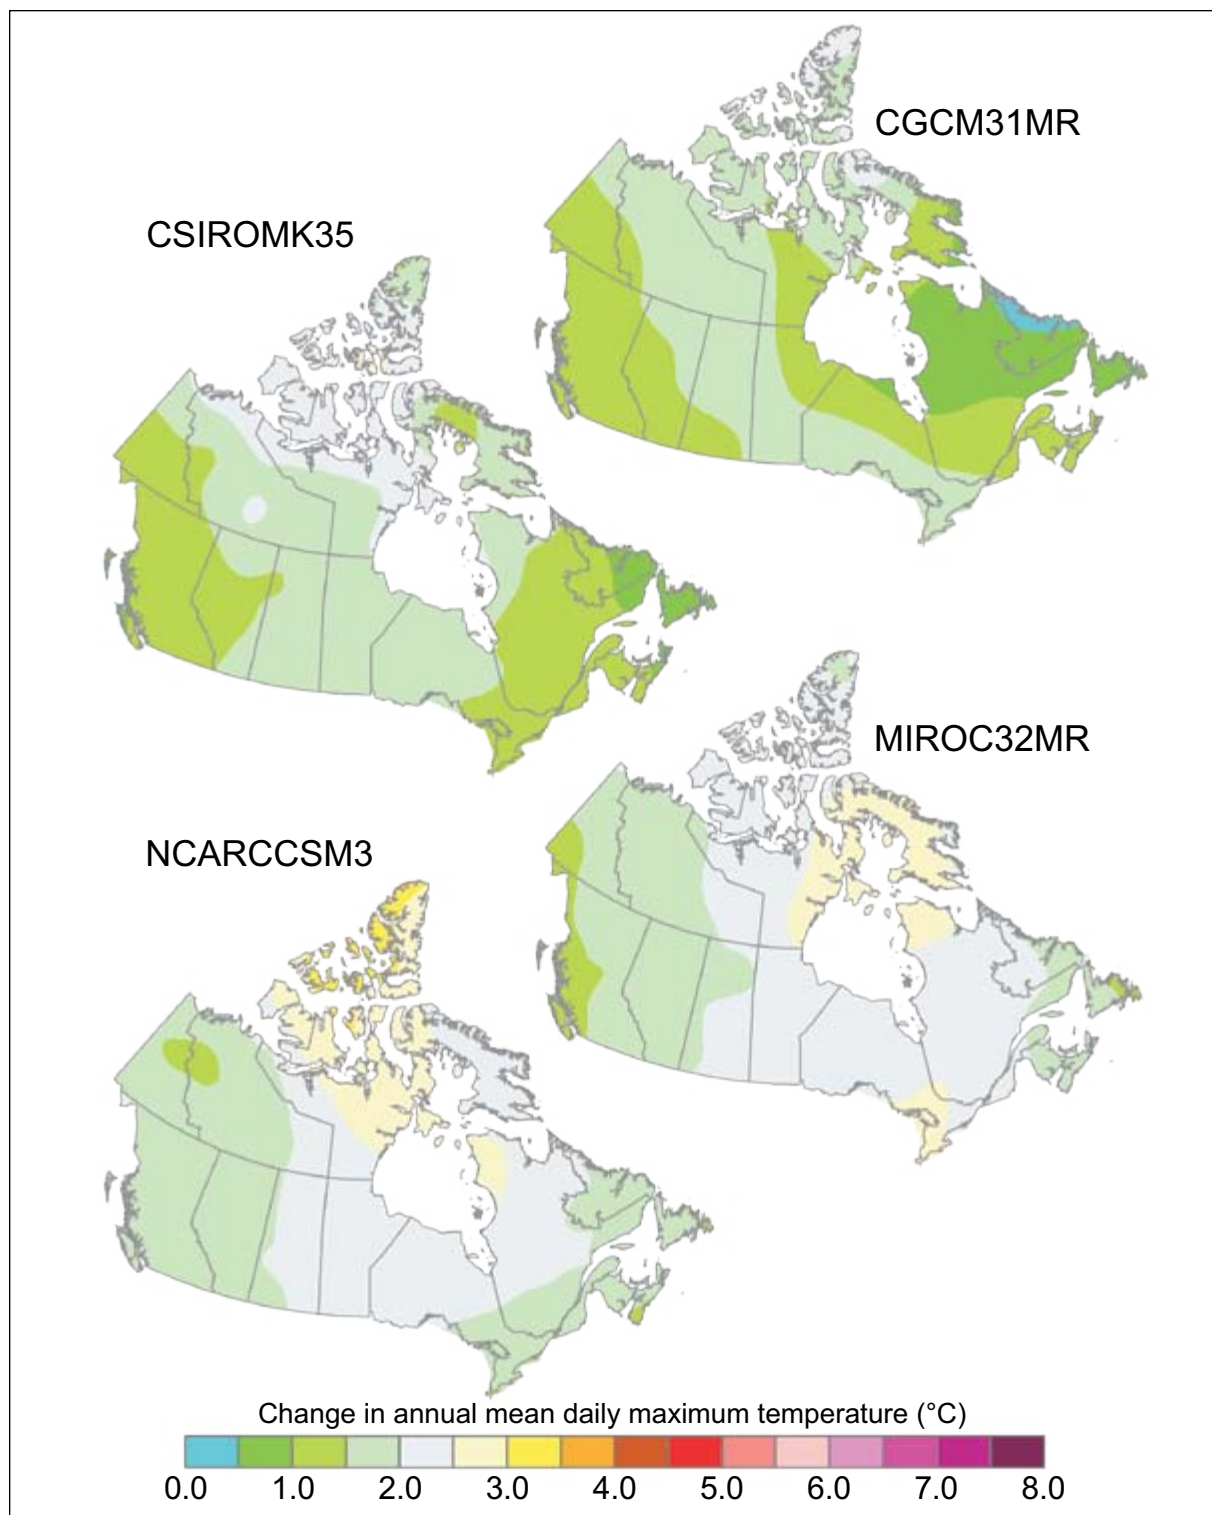 CGCM31MR
CSIROMK35
MIROC32MR
NCARCCSM3
Change in annual mean daily maximum temperature (°C)
0.0 1.0 2.0 3.0 4.0 5.0 6.0 7.0 8.0